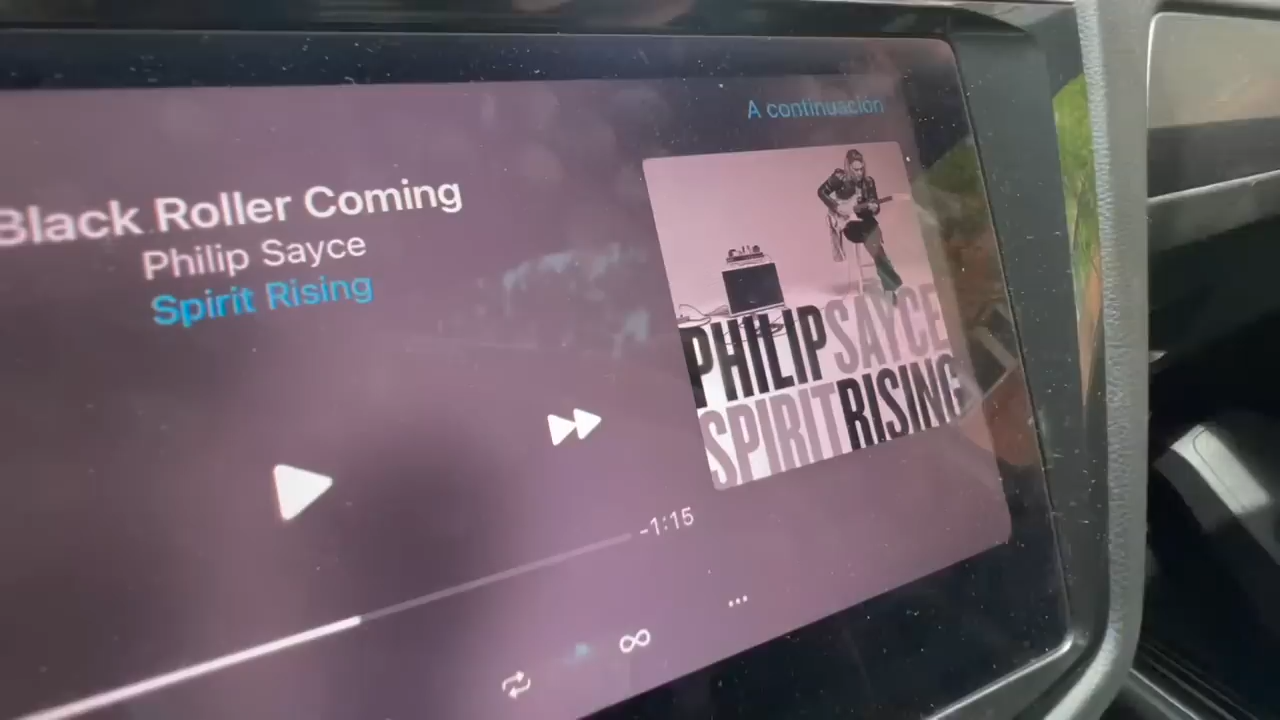 A continuación
Black Roller Coming
Philip Sayce
Spirit Rising
PHILIP SAYCE
SPIRIT RISING
-1:15